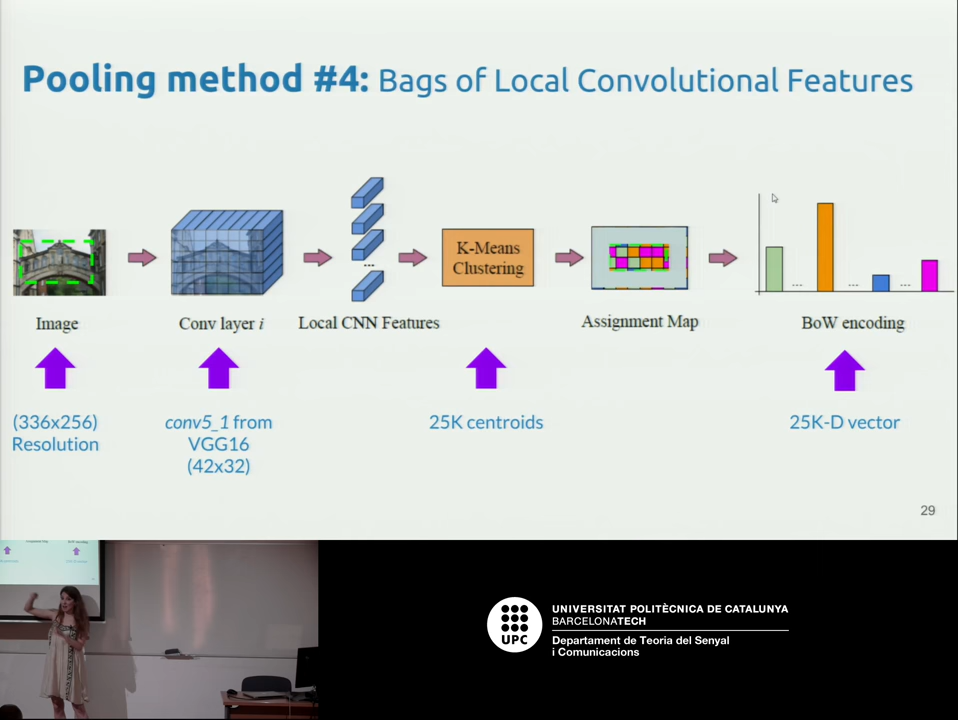 Pooling method #4: Bags of Local Convolutional Features
K-Means
Clustering
...
... ... ...
Image
Conv layer i
Local CNN Features
Assignment Map
BoW encoding
(336x256)
Resolution
conv5_1 from
VGG16
(42x32)
25K centroids
25K-D vector
29
UPC
UNIVERSITAT POLITÈCNICA DE CATALUNYA
BARCELONATECH
Departament de Teoria del Senyal
i Comunicacions